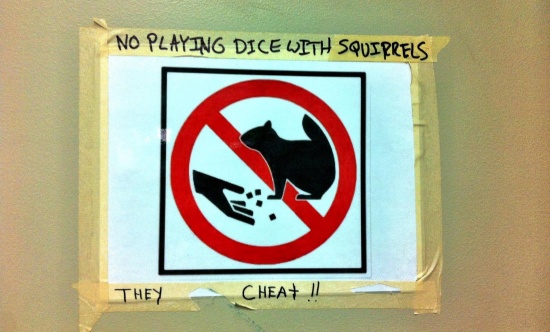 NO PLAYING DICE WITH SQUIRRELS
THEY CHEAT !!